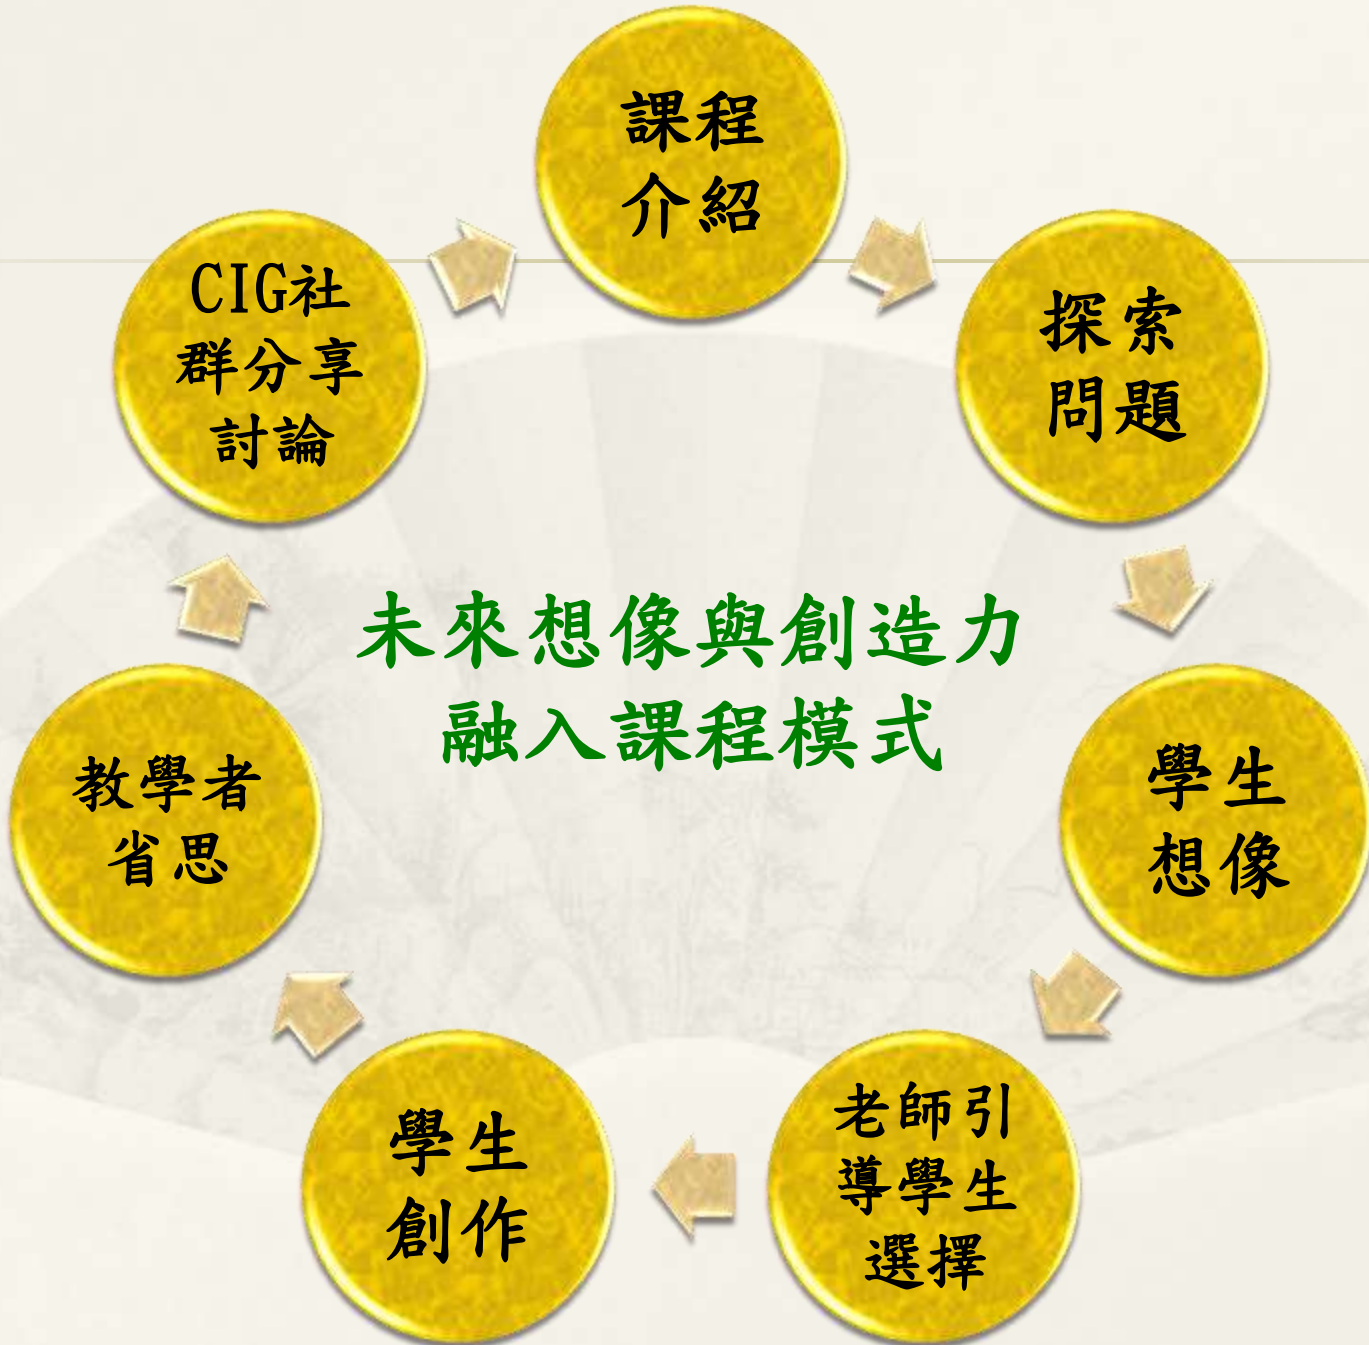 未來想像與創造力
融入課程模式
課程
介紹
探索
問題
學生
想像
老師引
導學生
選擇
學生
創作
教學者
省思
CIG社
群分享
討論